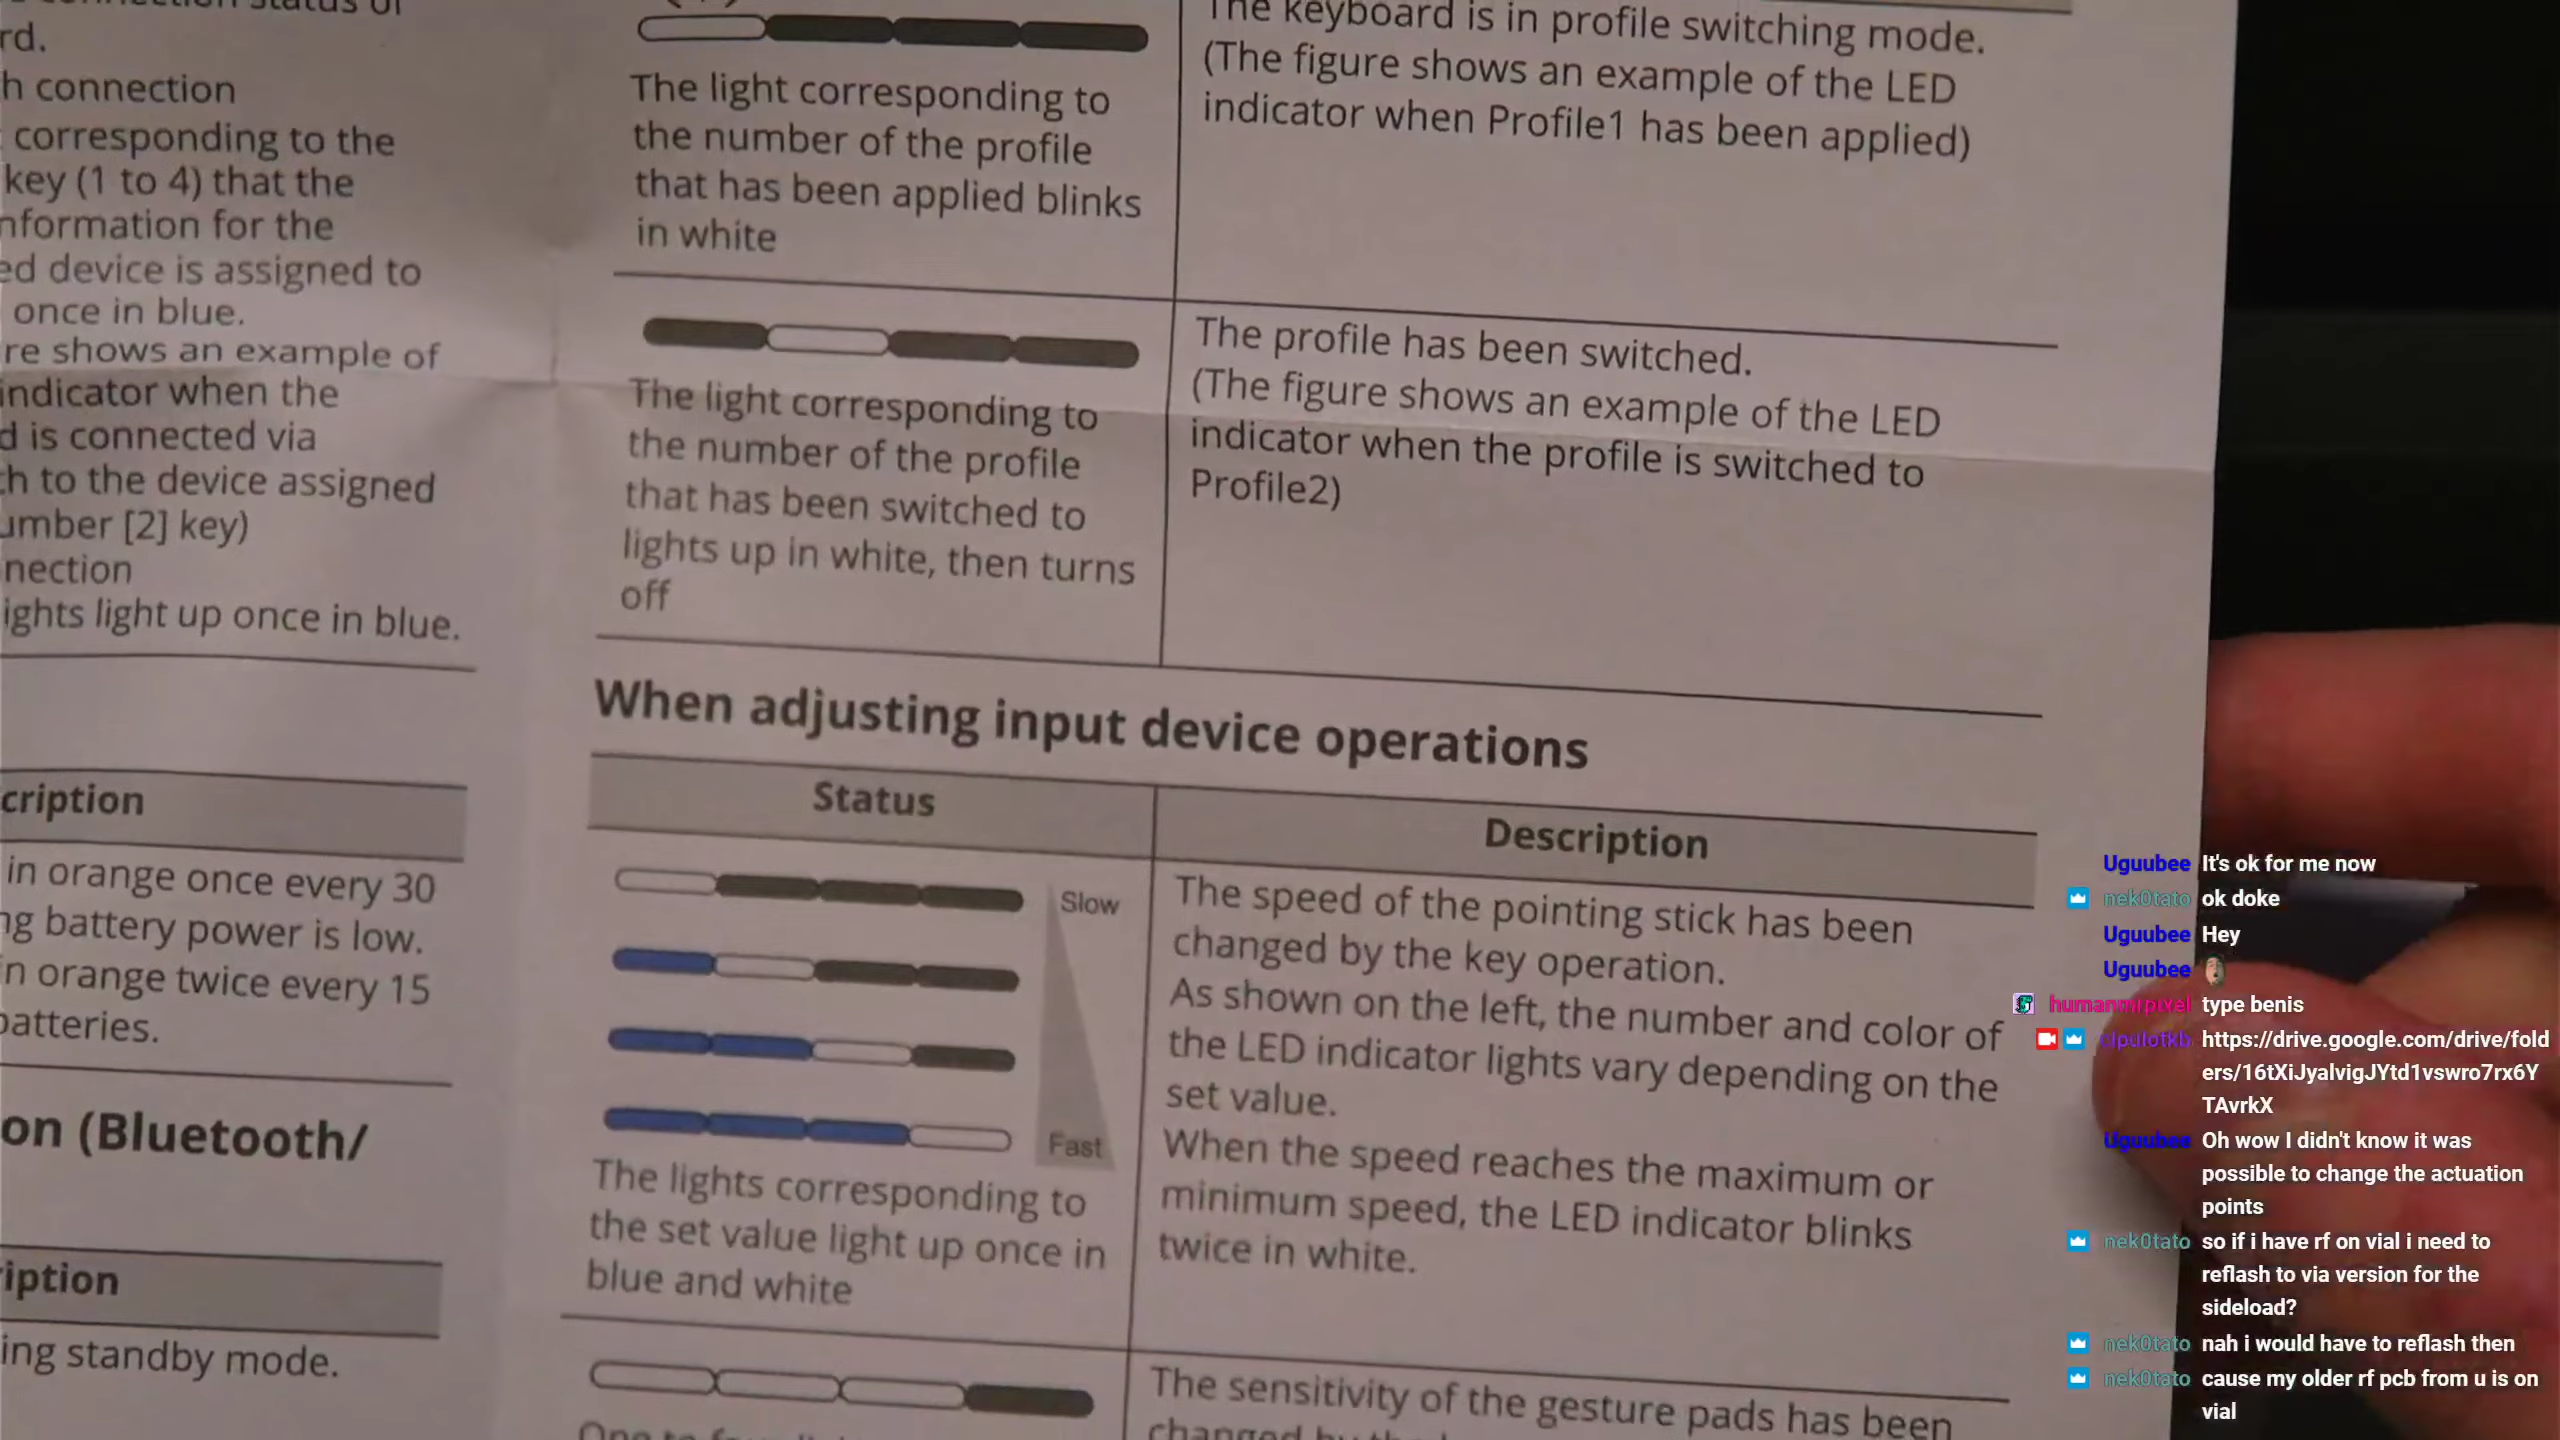 rd.
h connection
corresponding to the
key (1 to 4) that the
nformation for the
ed device is assigned to
once in blue.
re shows an example of
indicator when the
d is connected via
h to the device assigned
umber [2] key)
nection
ights light up once in blue.
cription
in orange once every 30
ng battery power is low.
n orange twice every 15
batteries.
on (Bluetooth/
iption
ing standby mode.
The light corresponding to
the number of the profile
that has been applied blinks
in white
The keyboard is in profile switching mode.
(The figure shows an example of the LED
indicator when Profile1 has been applied)
The light corresponding to
the number of the profile
that has been switched to
lights up in white, then turns
off
The profile has been switched.
(The figure shows an example of the LED
indicator when the profile is switched to
Profile2)
When adjusting input device operations
Status
Description
Slow
Fast
The lights corresponding to
the set value light up once in
blue and white
The speed of the pointing stick has been
changed by the key operation.
As shown on the left, the number and color of
the LED indicator lights vary depending on the
set value.
When the speed reaches the maximum or
minimum speed, the LED indicator blinks
twice in white.
The sensitivity of the gesture pads has been
Uguubee It's ok for me now
nek0tato ok doke
Uguubee Hey
Uguubee
humanmrpixel type benis
cipulotkb https://drive.google.com/drive/fold
ers/16tXiJyalvigJYtd1vswro7rx6Y
TAvrkX
Uguubee Oh wow I didn't know it was
possible to change the actuation
points
nek0tato so if i have rf on vial i need to
reflash to via version for the
sideload?
nek0tato nah i would have to reflash then
nek0tato cause my older rf pcb from u is on
vial